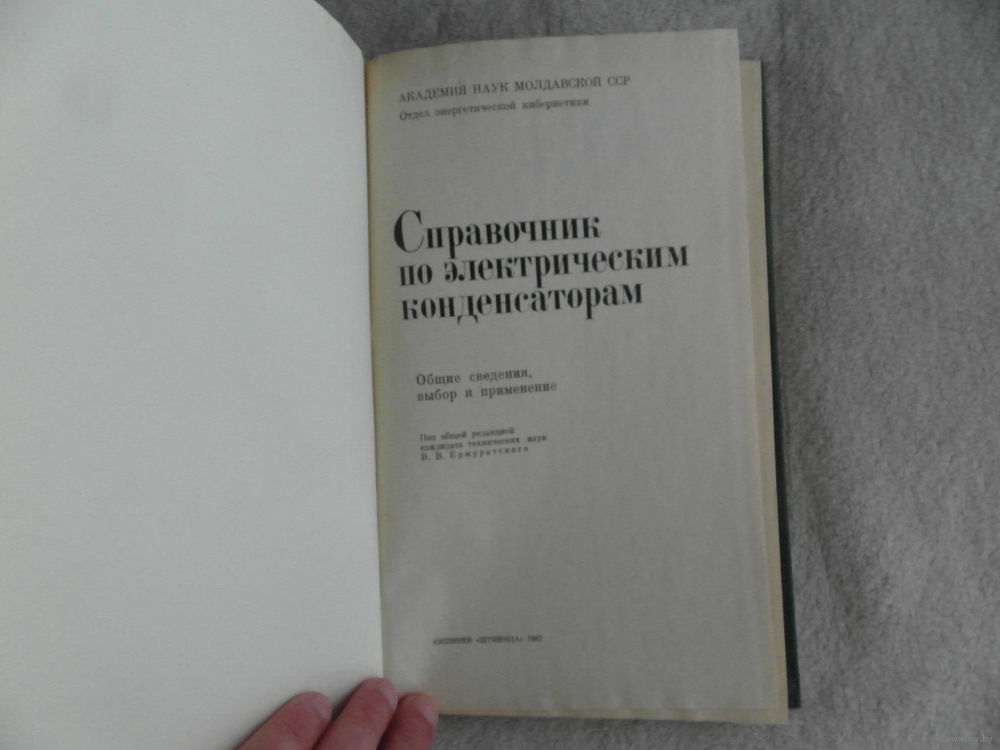 АКАДЕМИЯ НАУК МОЛДАВСКОЙ ССР
Отдел энергетической кибернетики
Справочник
по электрическим
конденсаторам
Общие сведения,
выбор и применение
Под общей редакцией
кандидата технических наук
В. В. Ермуратского
КИШИНЕВ «ШТИИНЦА» 1982